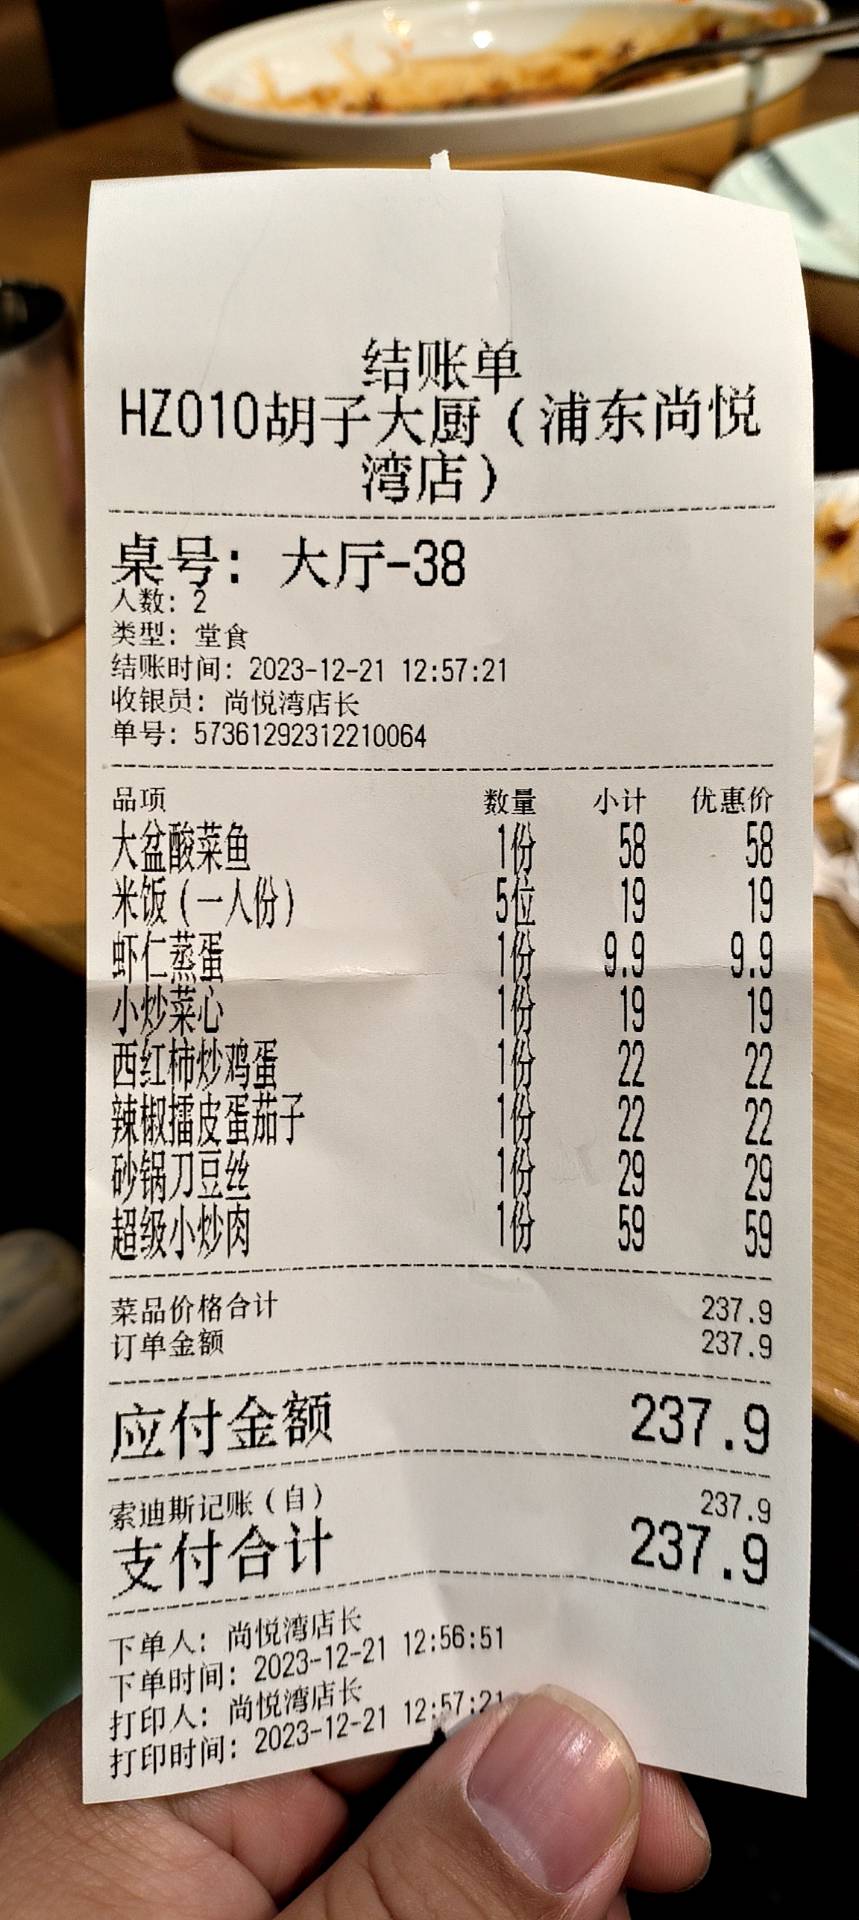 结账单
HZ010胡子大厨（浦东尚悦
湾店）
桌号: 大厅-38
人数: 2
类型: 堂食
结账时间: 2023-12-21 12:57:21
收银员: 尚悦湾店长
单号: 57361292312210064
品项 数量 小计 优惠价
大盆酸菜鱼 1份 58 58
米饭（一人份） 5位 19 19
虾仁蒸蛋 1份 9.9 9.9
小炒菜心 1份 19 19
西红柿炒鸡蛋 1份 22 22
辣椒擂皮蛋茄子 1份 22 22
砂锅刀豆丝 1份 29 29
超级小炒肉 1份 59 59
菜品价格合计 237.9
订单金额 237.9
应付金额 237.9
索迪斯记账（自） 237.9
支付合计 237.9
下单人: 尚悦湾店长
下单时间: 2023-12-21 12:56:51
打印人: 尚悦湾店长
打印时间: 2023-12-21 12:57:21